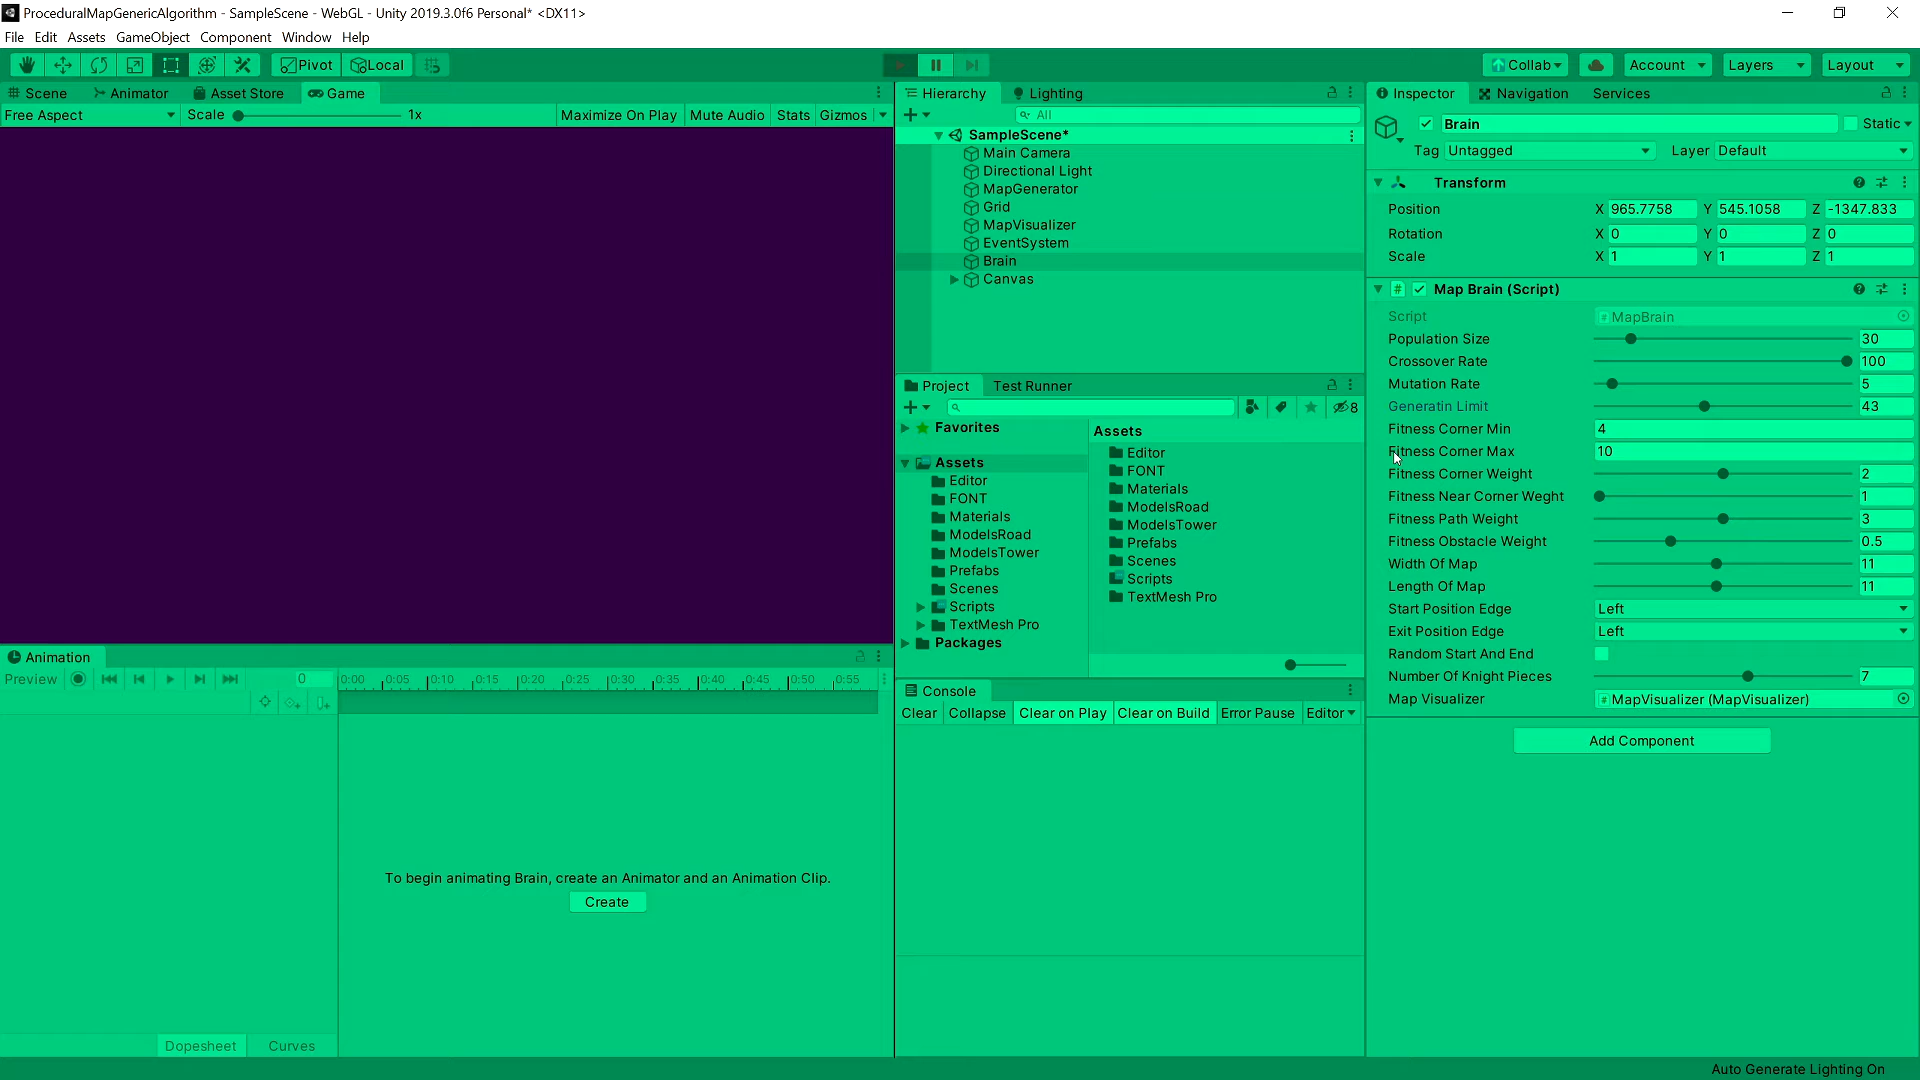 ProceduralMapGenericAlgorithm - SampleScene - WebGL - Unity 2019.3.0f6 Personal* <DX11>
File Edit Assets GameObject Component Window Help
Pivot Local Collab Account Layers Layout
Scene Animator Asset Store Game
Free Aspect Scale 1x Maximize On Play Mute Audio Stats Gizmos
Hierarchy Lighting
All
SampleScene*
Main Camera
Directional Light
MapGenerator
Grid
MapVisualizer
EventSystem
Brain
Canvas
Project Test Runner
8
Favorites
Assets
Editor
FONT
Materials
ModelsRoad
ModelsTower
Prefabs
Scenes
Scripts
TextMesh Pro
Packages
Assets
Editor
FONT
Materials
ModelsRoad
ModelsTower
Prefabs
Scenes
Scripts
TextMesh Pro
Console
Clear Collapse Clear on Play Clear on Build Error Pause Editor
Inspector Navigation Services
Brain Static
Tag Untagged Layer Default
Transform
Position X 965.7758 Y 545.1058 Z -1347.833
Rotation X 0 Y 0 Z 0
Scale X 1 Y 1 Z 1
# Map Brain (Script)
Script # MapBrain
Population Size 30
Crossover Rate 100
Mutation Rate 5
Generatin Limit 43
Fitness Corner Min 4
Fitness Corner Max 10
Fitness Corner Weight 2
Fitness Near Corner Weght 1
Fitness Path Weight 3
Fitness Obstacle Weight 0.5
Width Of Map 11
Length Of Map 11
Start Position Edge Left
Exit Position Edge Left
Random Start And End
Number Of Knight Pieces 7
Map Visualizer # MapVisualizer (MapVisualizer)
Add Component
Animation
Preview 0 0:00 0:05 0:10 0:15 0:20 0:25 0:30 0:35 0:40 0:45 0:50 0:55
To begin animating Brain, create an Animator and an Animation Clip.
Create
Dopesheet Curves
Auto Generate Lighting On